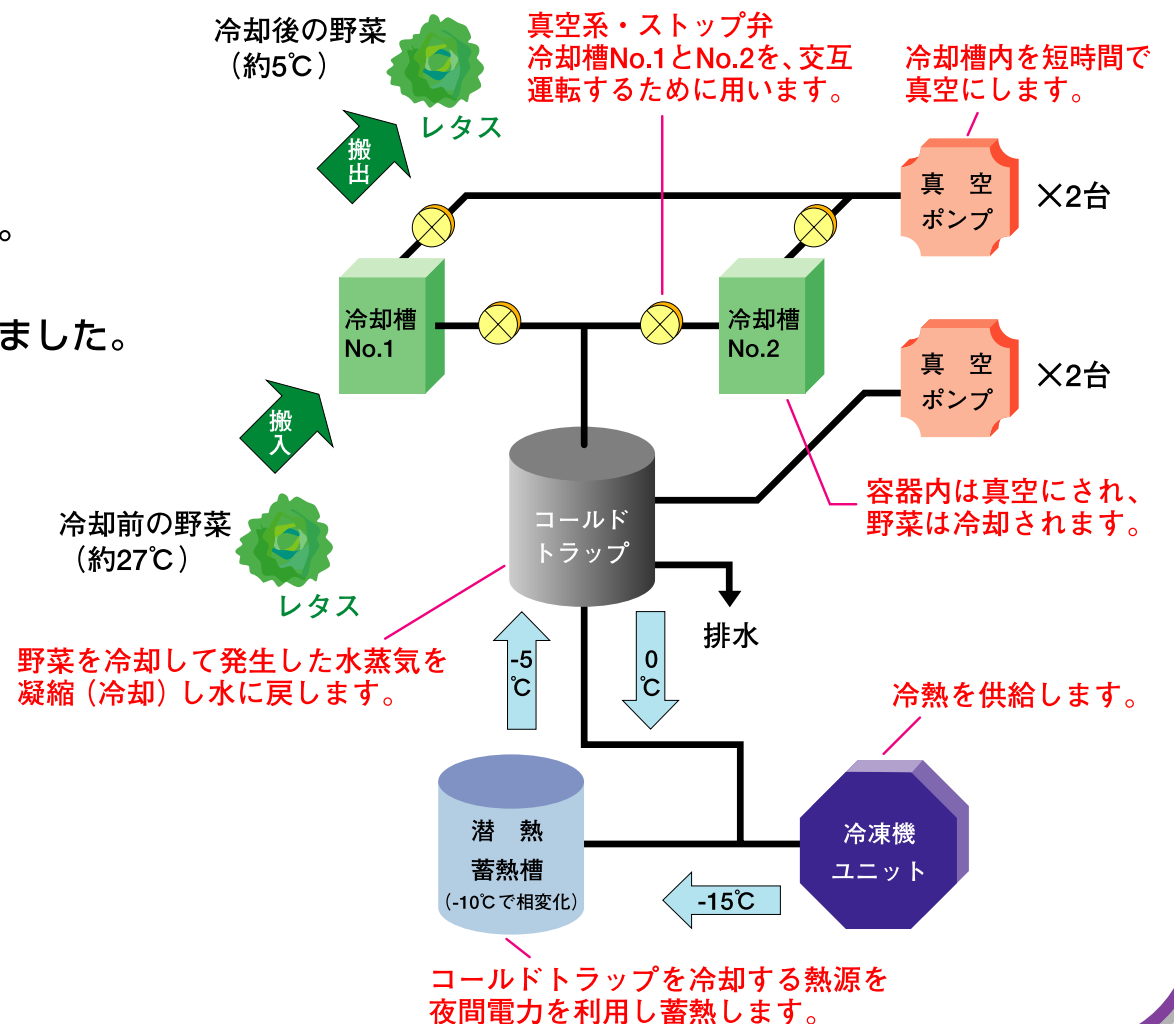 冷却後の野菜
（約5℃）
レタス
搬出
真空系・ストップ弁
冷却槽No.1とNo.2を、交互
運転するために用います。
冷却槽内を短時間で
真空にします。
真　空
ポンプ
×2台
。
ました。
冷却槽
No.1
冷却槽
No.2
真　空
ポンプ
×2台
搬入
冷却前の野菜
（約27℃）
レタス
コールド
トラップ
容器内は真空にされ、
野菜は冷却されます。
排水
野菜を冷却して発生した水蒸気を
凝縮（冷却）し水に戻します。
-5
℃
0
℃
冷熱を供給します。
潜　熱
蓄熱槽
（-10℃で相変化）
冷凍機
ユニット
-15℃
コールドトラップを冷却する熱源を
夜間電力を利用し蓄熱します。